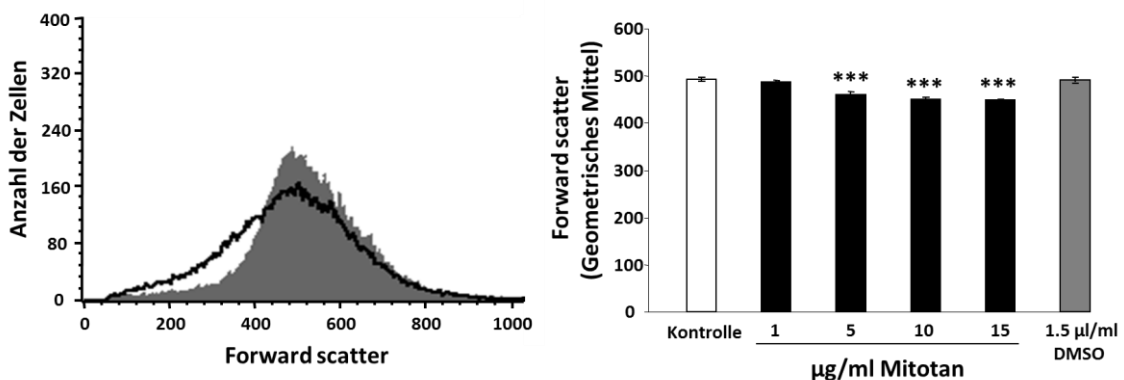 400
320
240
160
80
0
Anzahl der Zellen
0 200 400 600 800 1000
Forward scatter
600
500
400
300
200
100
0
Forward scatter
(Geometrisches Mittel)
*** *** ***
Kontrolle 1 5 10 15 1.5 µl/ml
DMSO
µg/ml Mitotan